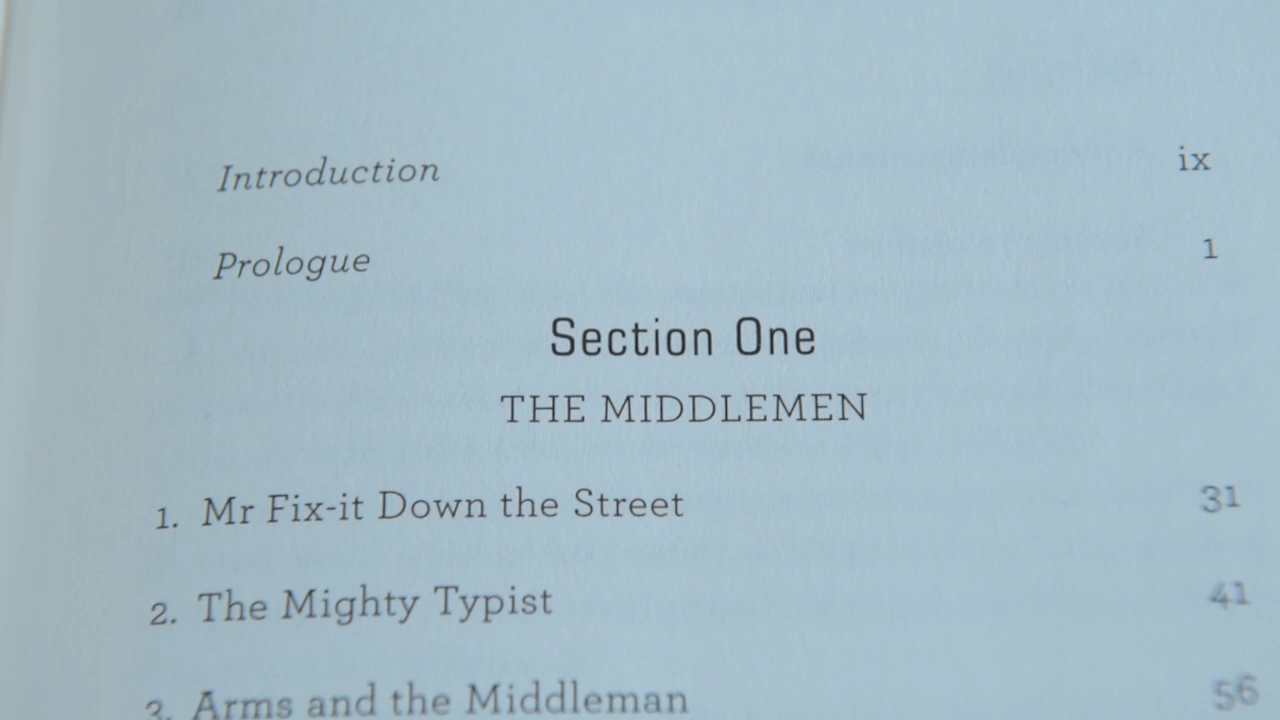 Introduction ix
Prologue 1
Section One
THE MIDDLEMEN
1. Mr Fix-it Down the Street 31
2. The Mighty Typist 41
3. Arms and the Middleman 56